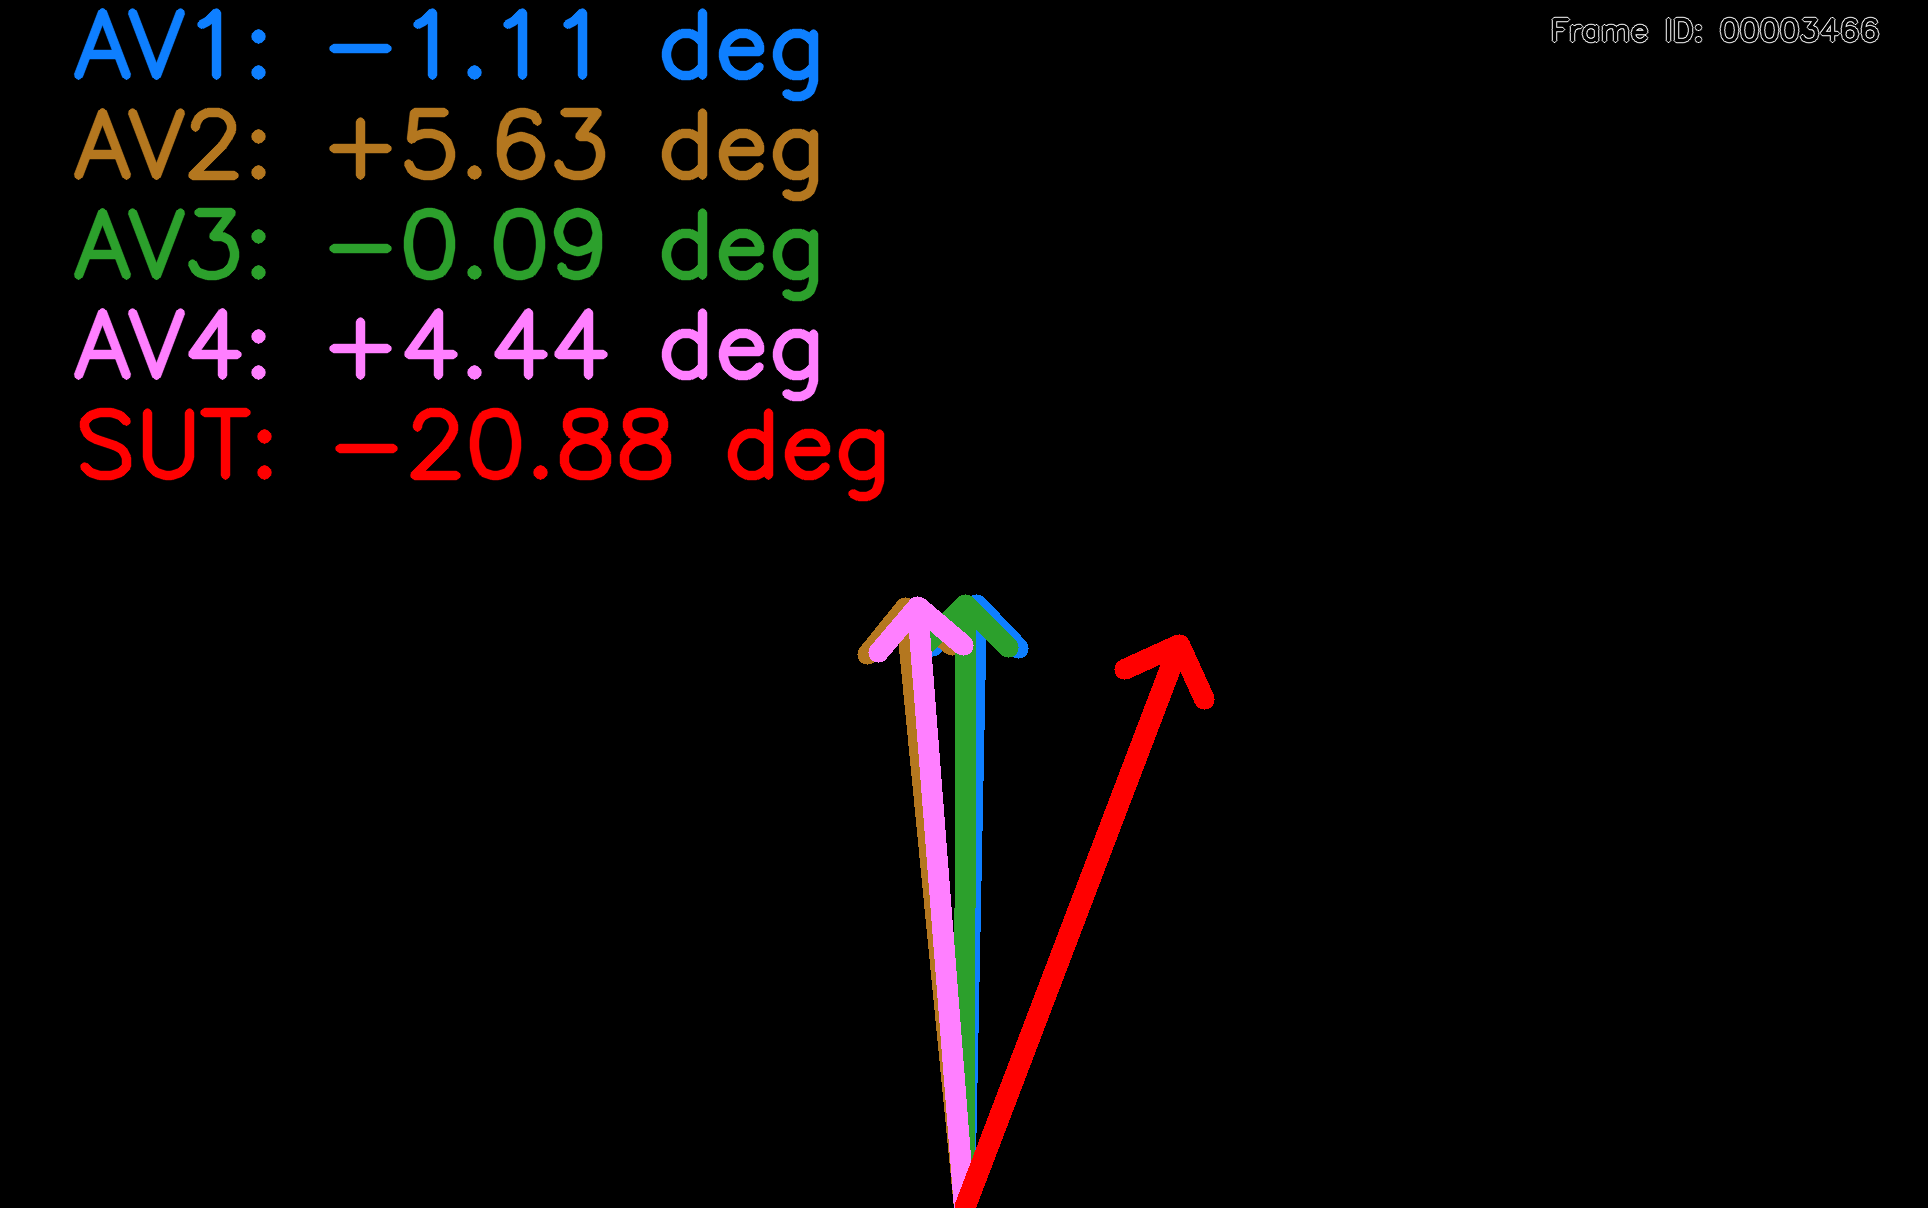 AV1: -1.11 deg
Frame ID: 00003466
AV2: +5.63 deg
AV3: -0.09 deg
AV4: +4.44 deg
SUT: -20.88 deg